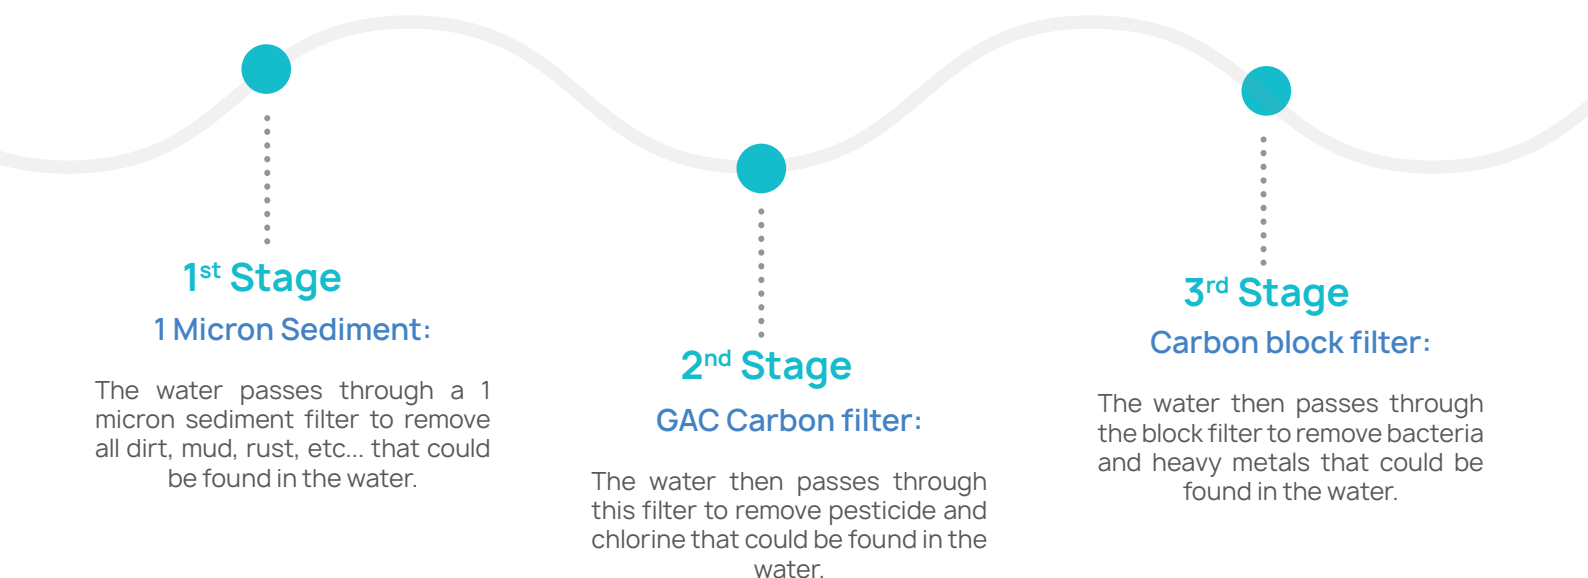 1st Stage
1 Micron Sediment:
The water passes through a 1
micron sediment filter to remove
all dirt, mud, rust, etc... that could
be found in the water.
2nd Stage
GAC Carbon filter:
The water then passes through
this filter to remove pesticide and
chlorine that could be found in the
water.
3rd Stage
Carbon block filter:
The water then passes through
the block filter to remove bacteria
and heavy metals that could be
found in the water.